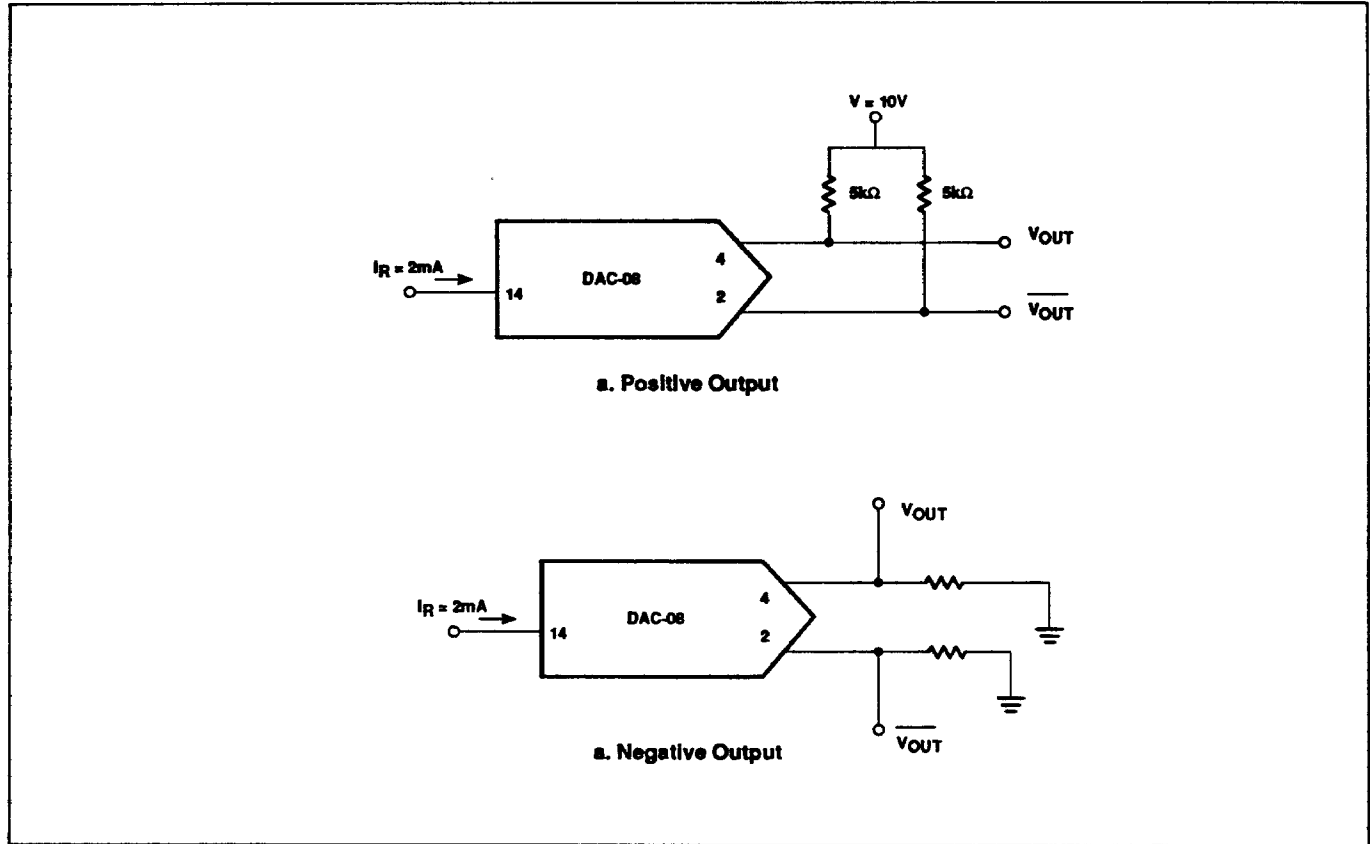 V = 10V
5kΩ
5kΩ
VOUT
4
IR = 2mA
DAC-08
14
2
VOUT
a. Positive Output
VOUT
4
IR = 2mA
DAC-08
14
2
VOUT
a. Negative Output